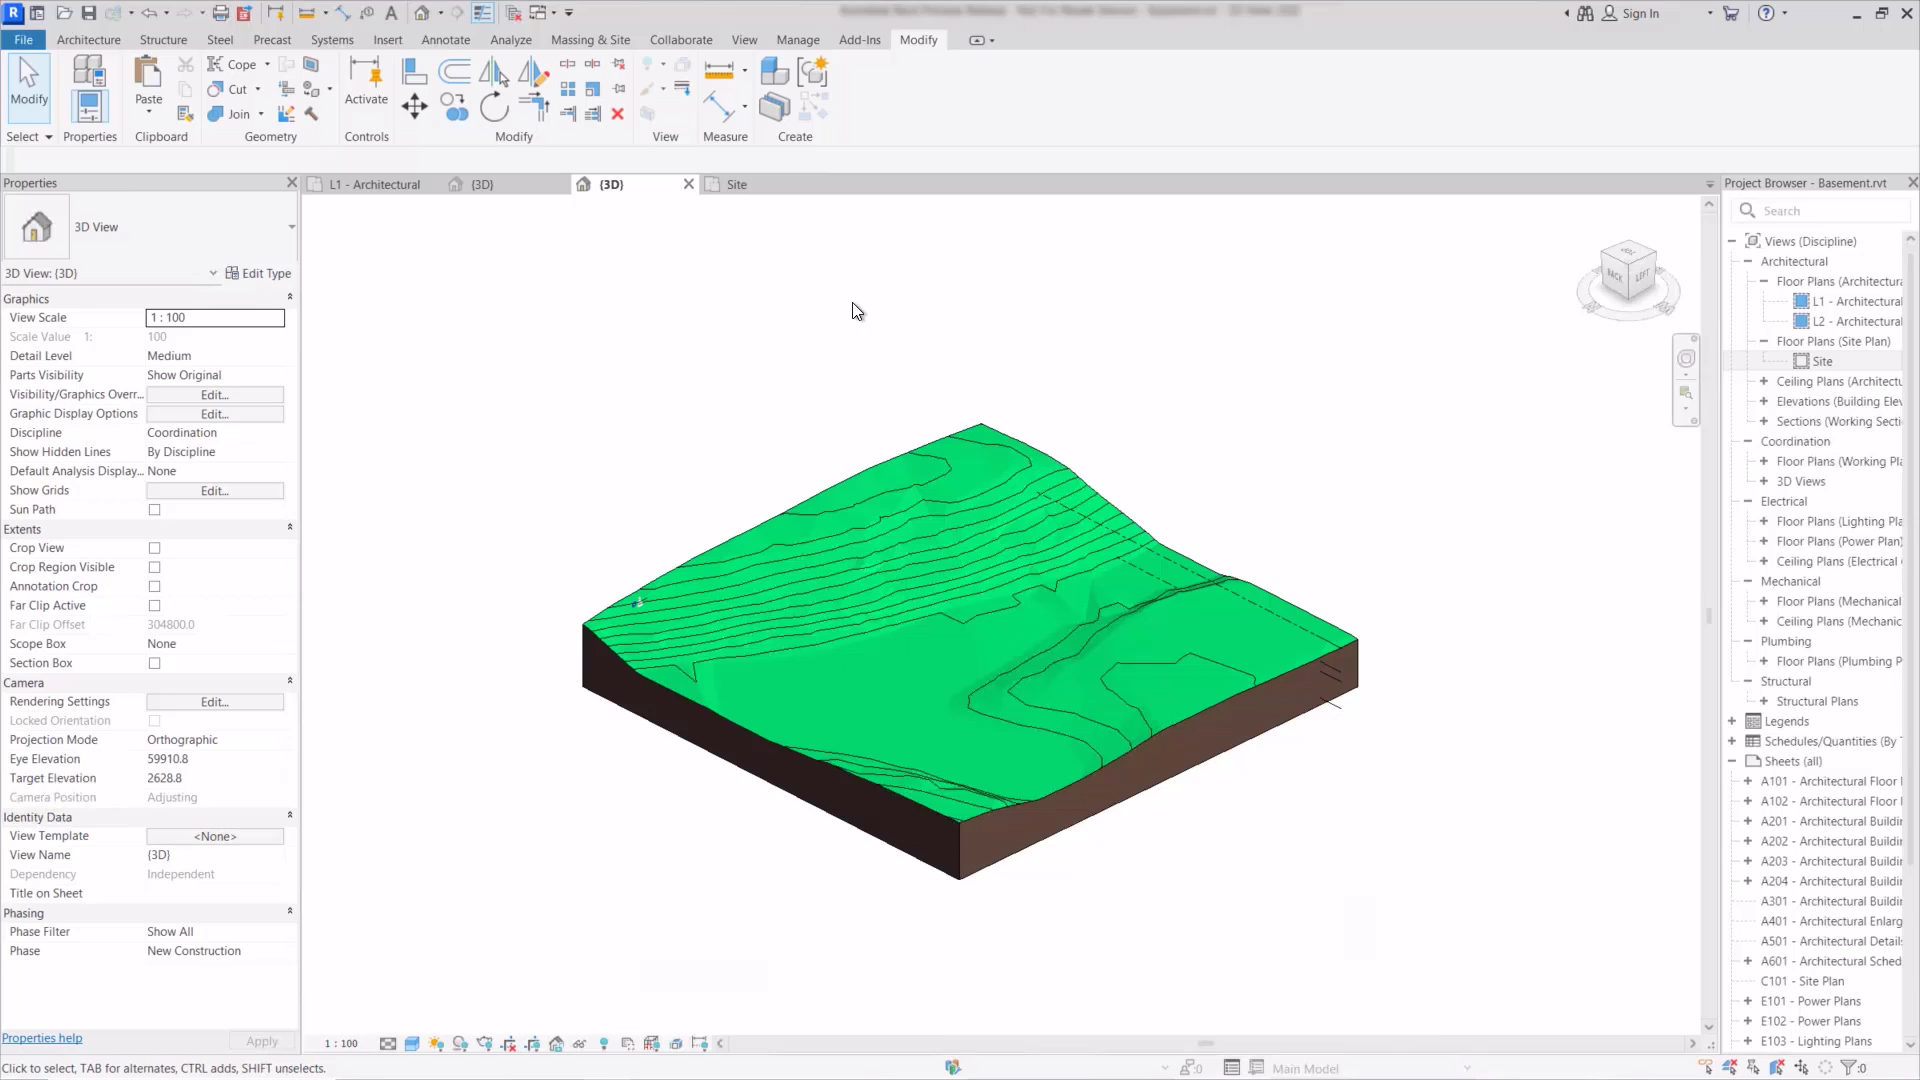 R
A
Sign In
File
Architecture
Structure
Steel
Precast
Systems
Insert
Annotate
Analyze
Massing & Site
Collaborate
View
Manage
Add-Ins
Modify
Modify
Paste
Cope
Cut
Join
Activate
Select
Properties
Clipboard
Geometry
Controls
Modify
View
Measure
Create
Properties
L1 - Architectural
{3D}
{3D}
Site
Project Browser - Basement.rvt
3D View
3D View: {3D}
Edit Type
Graphics
View Scale 1 : 100
Scale Value 1: 100
Detail Level Medium
Parts Visibility Show Original
Visibility/Graphics Overr... Edit...
Graphic Display Options Edit...
Discipline Coordination
Show Hidden Lines By Discipline
Default Analysis Display... None
Show Grids Edit...
Sun Path
Extents
Crop View
Crop Region Visible
Annotation Crop
Far Clip Active
Far Clip Offset 304800.0
Scope Box None
Section Box
Camera
Rendering Settings Edit...
Locked Orientation
Projection Mode Orthographic
Eye Elevation 59910.8
Target Elevation 2628.8
Camera Position Adjusting
Identity Data
View Template <None>
View Name {3D}
Dependency Independent
Title on Sheet
Phasing
Phase Filter Show All
Phase New Construction
Properties help
Apply
BACK
LEFT
Search
Views (Discipline)
Architectural
Floor Plans (Architectura
L1 - Architectural
L2 - Architectural
Floor Plans (Site Plan)
Site
Ceiling Plans (Architectu
Elevations (Building Elev
Sections (Working Secti
Coordination
Floor Plans (Working Pla
3D Views
Electrical
Floor Plans (Lighting Pla
Floor Plans (Power Plan)
Ceiling Plans (Electrical
Mechanical
Floor Plans (Mechanical
Ceiling Plans (Mechanic
Plumbing
Floor Plans (Plumbing P
Structural
Structural Plans
Legends
Schedules/Quantities (By
Sheets (all)
A101 - Architectural Floor
A102 - Architectural Floor
A201 - Architectural Buildin
A202 - Architectural Buildin
A203 - Architectural Buildin
A204 - Architectural Buildin
A301 - Architectural Buildin
A401 - Architectural Enlarg
A501 - Architectural Details
A601 - Architectural Sched
C101 - Site Plan
E101 - Power Plans
E102 - Power Plans
E103 - Lighting Plans
1 : 100
Click to select, TAB for alternates, CTRL adds, SHIFT unselects.
:0
Main Model
:0